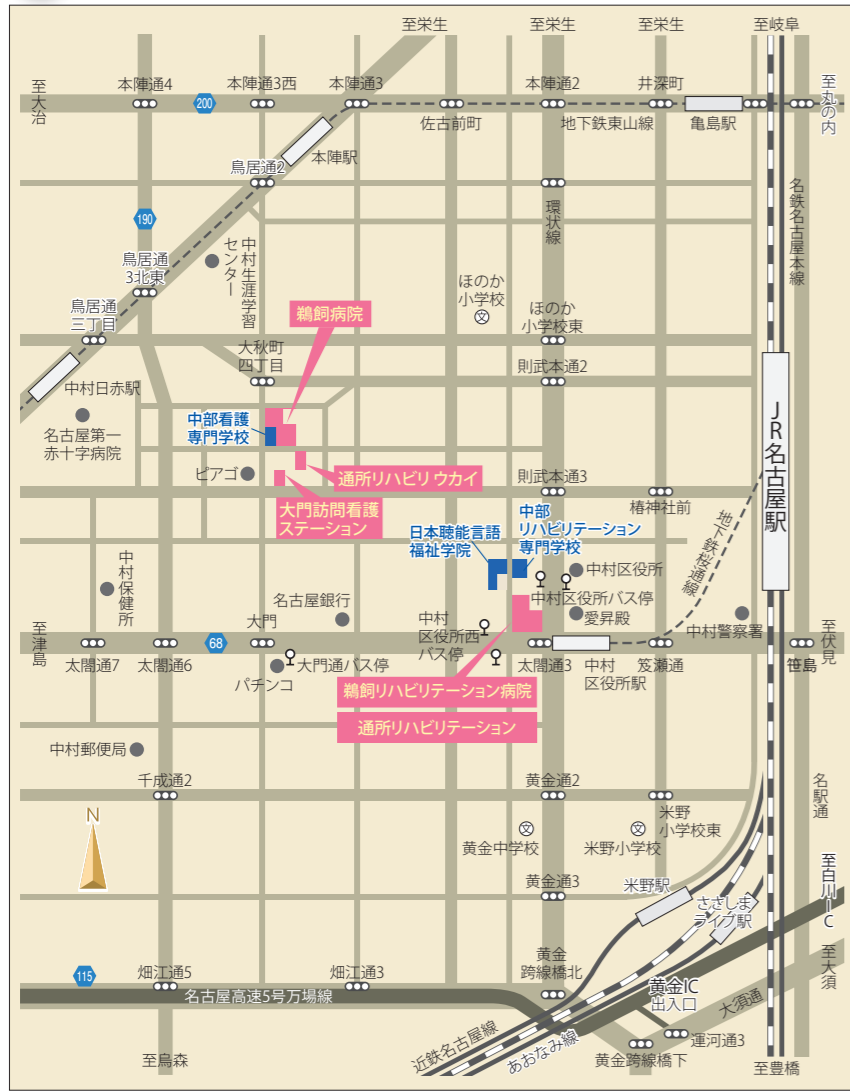 至栄生
至栄生
至栄生
至岐阜
至大治
本陣通4
200
本陣通3西
本陣通3
本陣通2
井深町
至丸の内
佐古前町
地下鉄東山線
亀島駅
本陣駅
鳥居通2
190
環状線
名鉄名古屋本線
中村生涯学習
センター
鳥居通
3北東
ほのか
小学校
文
ほのか
小学校東
鳥居通
三丁目
鵜飼病院
大秋町
四丁目
則武本通2
中村日赤駅
名古屋第一
赤十字病院
中部看護
専門学校
JR名古屋駅
ピアゴ
通所リハビリ ウカイ
則武本通3
椿神社前
大門訪問看護
ステーション
日本聴能言語
福祉学院
中部
リハビリテーション
専門学校
地下鉄桜通線
中村保健所
中村区役所
名古屋銀行
中村区役所バス停
愛昇殿
中村警察署
至津島
68
大門
中村
区役所西
バス停
至伏見
太閤通7
太閤通6
パチンコ
大門通バス停
太閤通3
中村
区役所駅
笈瀬通
笹島
鵜飼リハビリテーション病院
通所リハビリテーション
中村郵便局
千成通2
黄金通2
米野
小学校東
名駅通
N
文
黄金中学校
文
米野小学校
黄金通3
米野駅
ささしま
ライブ駅
至白川IC
115
畑江通5
畑江通3
黄金
跨線橋北
黄金IC
出入口
至大須
名古屋高速5号万場線
大須通
近鉄名古屋線
あおなみ線
運河通3
至烏森
黄金跨線橋下
至豊橋